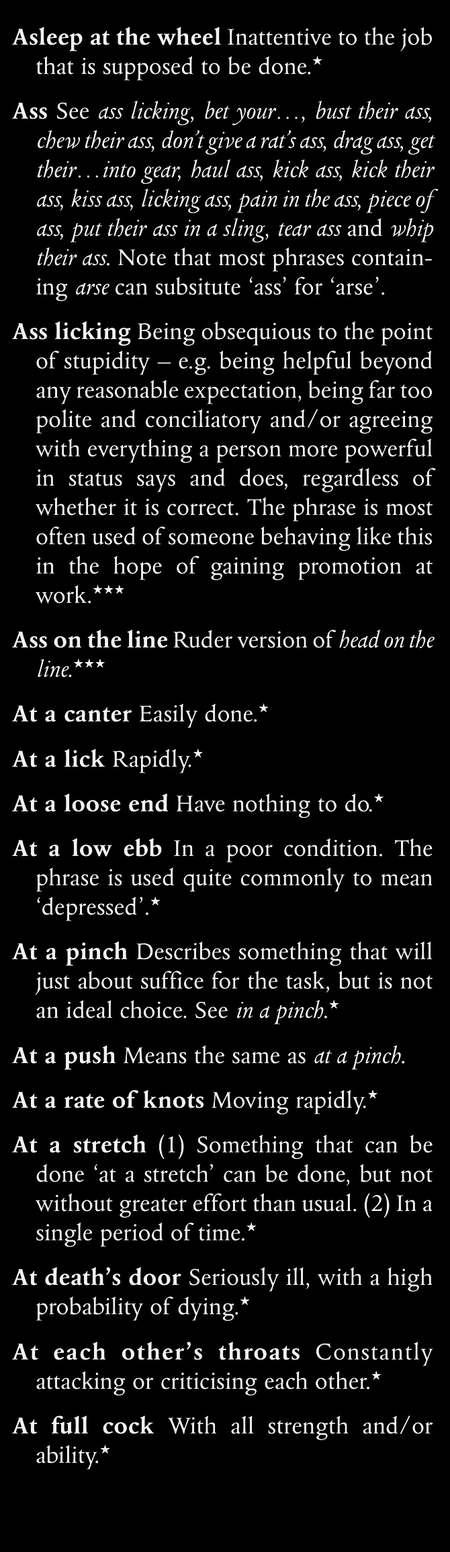 Asleep at the wheel Inattentive to the job
that is supposed to be done.★
Ass See ass licking, bet your…, bust their ass,
chew their ass, don’t give a rat’s ass, drag ass, get
their…into gear, haul ass, kick ass, kick their
ass, kiss ass, licking ass, pain in the ass, piece of
ass, put their ass in a sling, tear ass and whip
their ass. Note that most phrases contain-
ing arse can subsitute ‘ass’ for ‘arse’.
Ass licking Being obsequious to the point
of stupidity – e.g. being helpful beyond
any reasonable expectation, being far too
polite and conciliatory and/or agreeing
with everything a person more powerful
in status says and does, regardless of
whether it is correct. The phrase is most
often used of someone behaving like this
in the hope of gaining promotion at
work.★★★
Ass on the line Ruder version of head on the
line.★★★
At a canter Easily done.★
At a lick Rapidly.★
At a loose end Have nothing to do.★
At a low ebb In a poor condition. The
phrase is used quite commonly to mean
‘depressed’.★
At a pinch Describes something that will
just about suffice for the task, but is not
an ideal choice. See in a pinch.★
At a push Means the same as at a pinch.
At a rate of knots Moving rapidly.★
At a stretch (1) Something that can be
done ‘at a stretch’ can be done, but not
without greater effort than usual. (2) In a
single period of time.★
At death’s door Seriously ill, with a high
probability of dying.★
At each other’s throats Constantly
attacking or criticising each other.★
At full cock With all strength and/or
ability.★